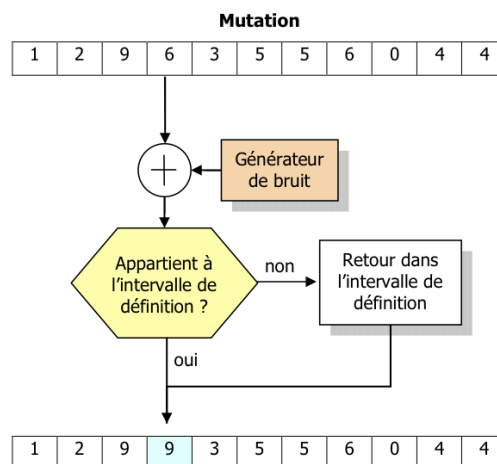 Mutation
1 2 9 6 3 5 5 6 0 4 4
Générateur
de bruit
Appartient à
l'intervalle de
définition ?
non
Retour dans
l'intervalle de
définition
oui
1 2 9 9 3 5 5 6 0 4 4